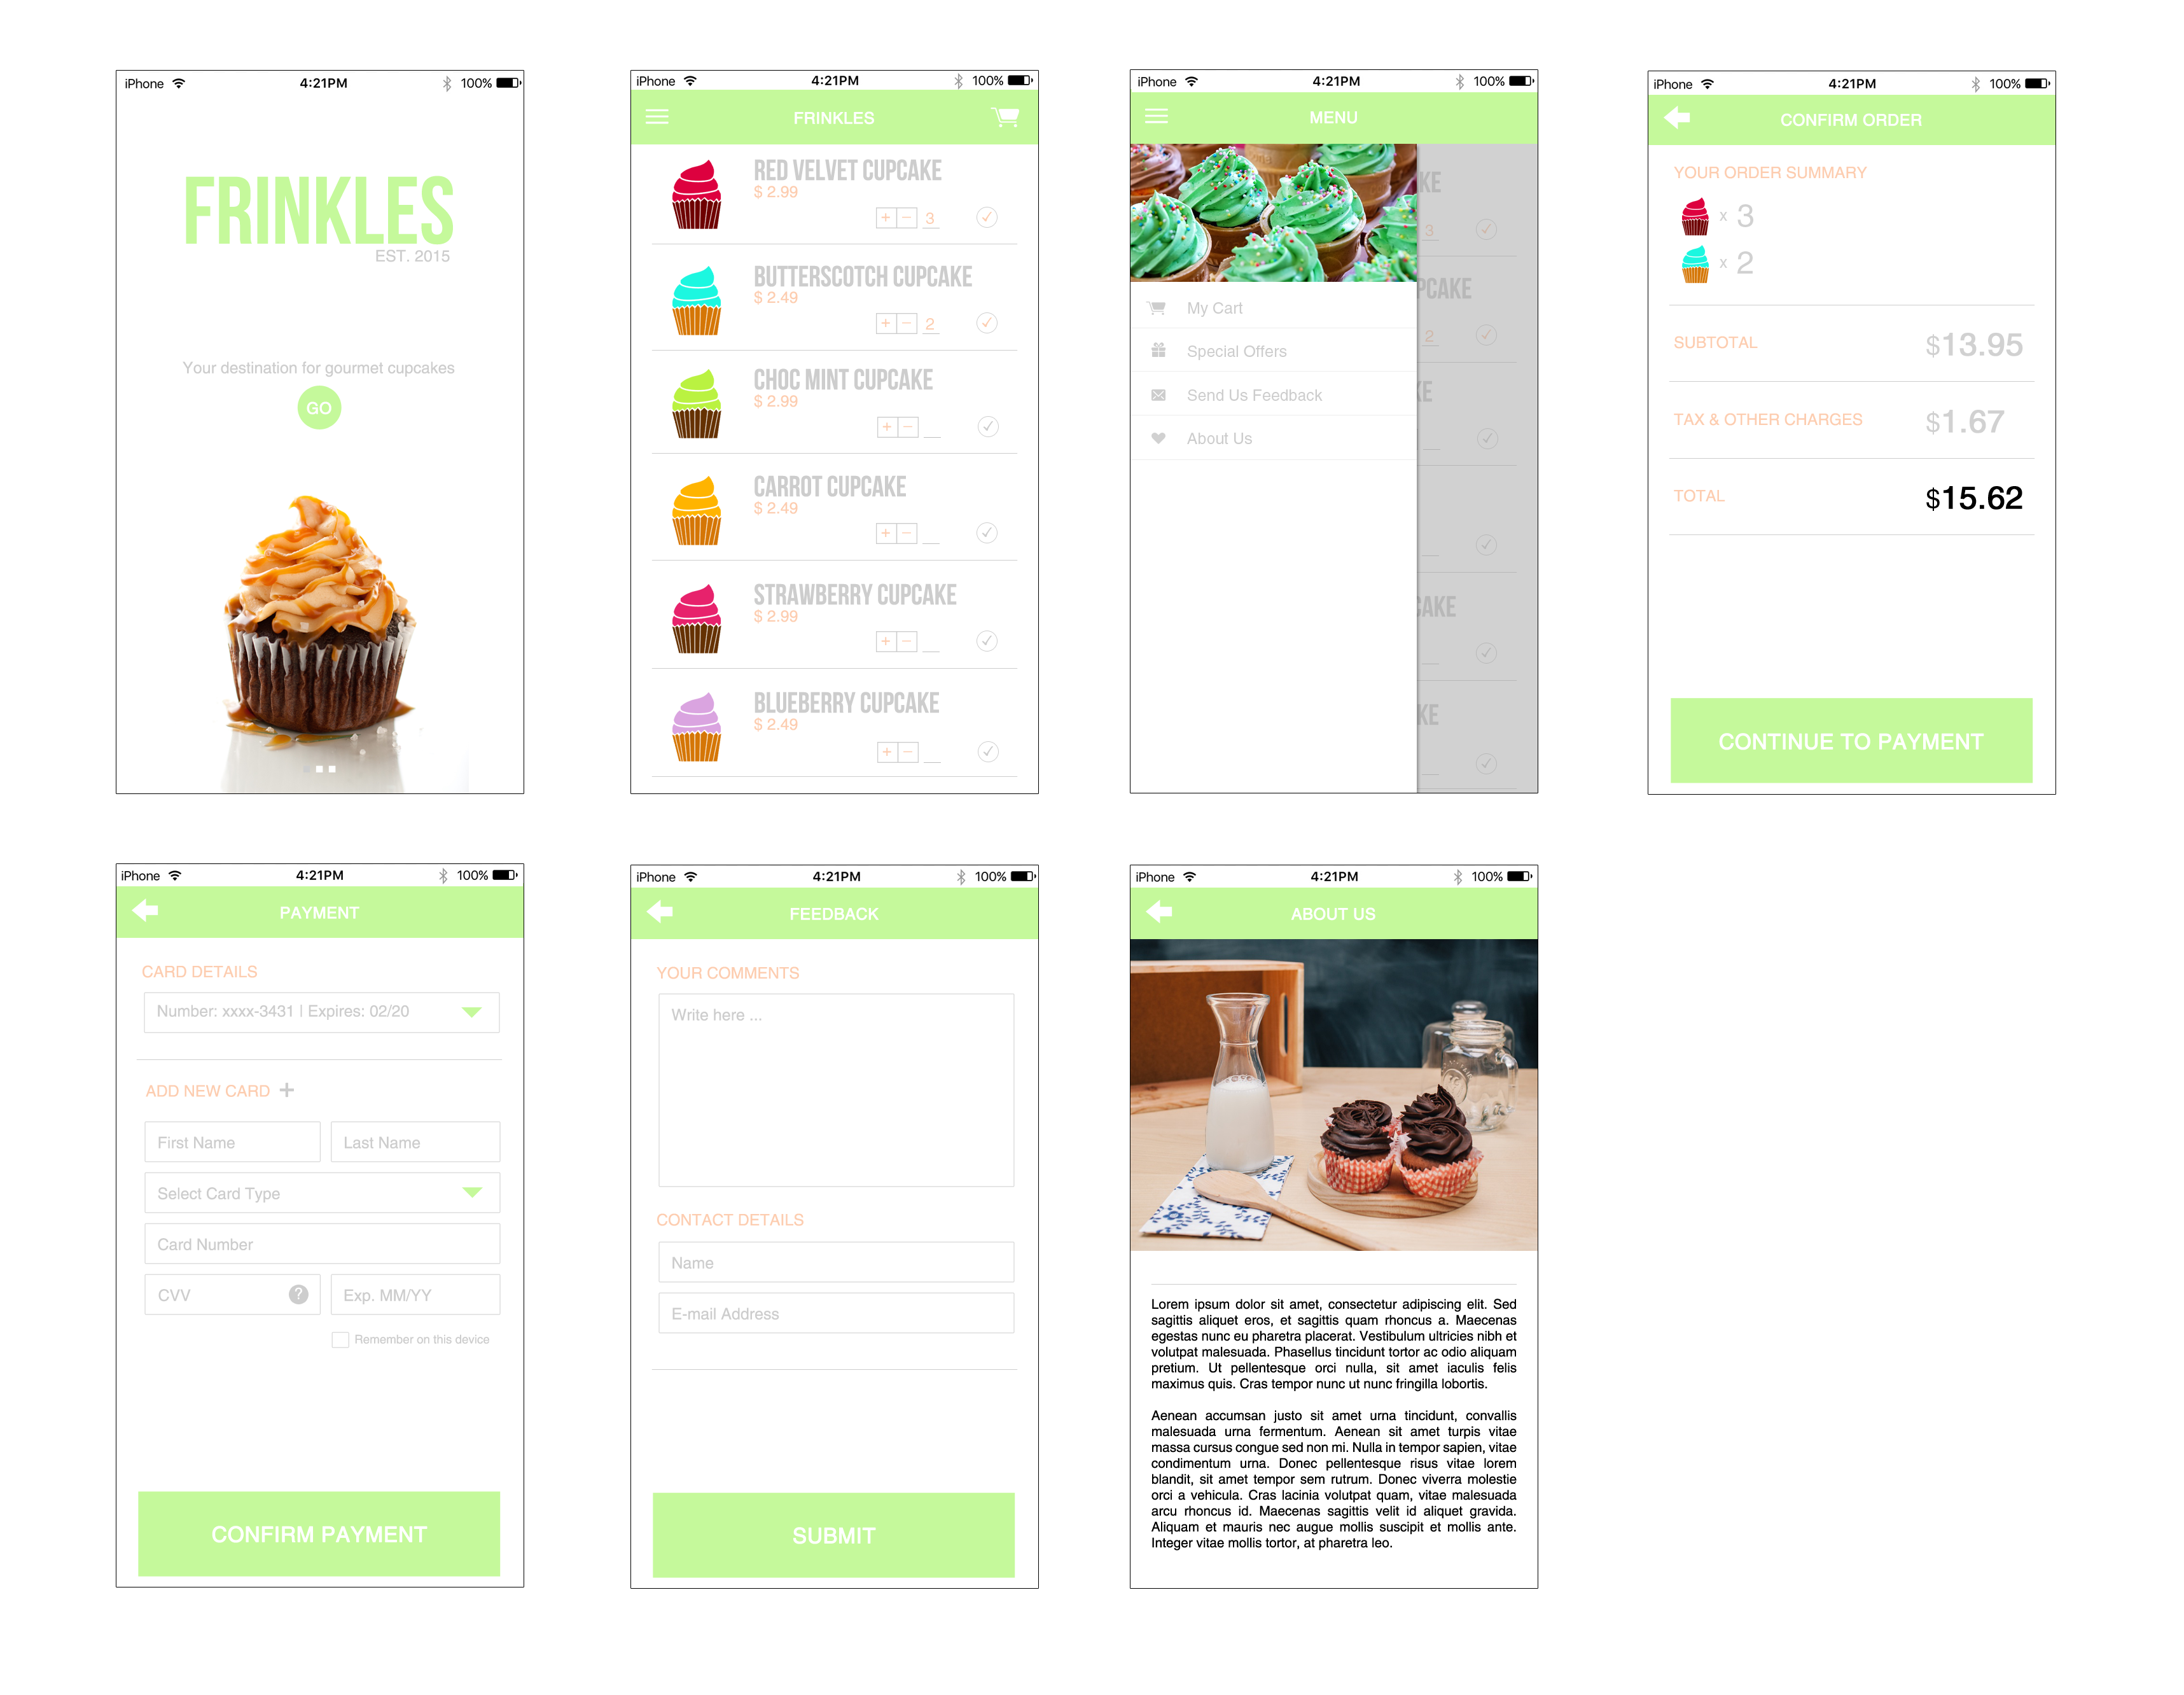 iPhone 4:21PM 100%
FRINKLES
EST. 2015
Your destination for gourmet cupcakes
GO
iPhone 4:21PM 100%
FRINKLES
RED VELVET CUPCAKE
$ 2.99
+ − 3
BUTTERSCOTCH CUPCAKE
$ 2.49
+ − 2
CHOC MINT CUPCAKE
$ 2.99
+ −
CARROT CUPCAKE
$ 2.49
+ −
STRAWBERRY CUPCAKE
$ 2.99
+ −
BLUEBERRY CUPCAKE
$ 2.49
+ −
iPhone 4:21PM 100%
MENU
KE
3
My Cart
PCAKE
2
Special Offers
KE
Send Us Feedback
About Us
CAKE
KE
iPhone 4:21PM 100%
CONFIRM ORDER
YOUR ORDER SUMMARY
x 3
x 2
SUBTOTAL $13.95
TAX & OTHER CHARGES $1.67
TOTAL $15.62
CONTINUE TO PAYMENT
iPhone 4:21PM 100%
PAYMENT
CARD DETAILS
Number: xxxx-3431 | Expires: 02/20
ADD NEW CARD +
First Name Last Name
Select Card Type
Card Number
CVV ? Exp. MM/YY
Remember on this device
CONFIRM PAYMENT
iPhone 4:21PM 100%
FEEDBACK
YOUR COMMENTS
Write here ...
CONTACT DETAILS
Name
E-mail Address
SUBMIT
iPhone 4:21PM 100%
ABOUT US
Lorem ipsum dolor sit amet, consectetur adipiscing elit. Sed
sagittis aliquet eros, et sagittis quam rhoncus a. Maecenas
egestas nunc eu pharetra placerat. Vestibulum ultricies nibh et
volutpat malesuada. Phasellus tincidunt tortor ac odio aliquam
pretium. Ut pellentesque orci nulla, sit amet iaculis felis
maximus quis. Cras tempor nunc ut nunc fringilla lobortis.
Aenean accumsan justo sit amet urna tincidunt, convallis
malesuada urna fermentum. Aenean sit amet turpis vitae
massa cursus congue sed non mi. Nulla in tempor sapien, vitae
condimentum urna. Donec pellentesque risus vitae lorem
blandit, sit amet tempor sem rutrum. Donec viverra molestie
orci a vehicula. Cras lacinia volutpat quam, vitae malesuada
arcu rhoncus id. Maecenas sagittis velit id aliquet gravida.
Aliquam et mauris nec augue mollis suscipit et mollis ante.
Integer vitae mollis tortor, at pharetra leo.